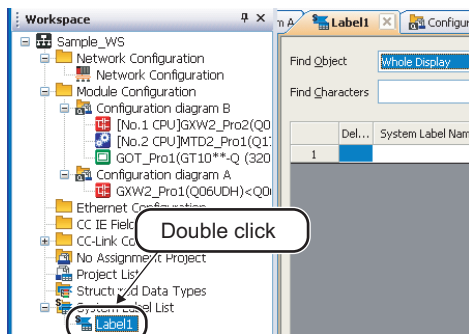 Workspace
Sample_WS
Network Configuration
Network Configuration
Module Configuration
Configuration diagram B
[No.1 CPU]GXW2_Pro2(Q0
[No.2 CPU]MTD2_Pro1(Q17
GOT_Pro1(GT10**-Q (320
Configuration diagram A
GXW2_Pro1(Q06UDH)<Q0
Ethernet Configuration
CC IE Field
CC-Link Co
No Assignment Project
Project List
Structured Data Types
System Label List
Label1
Double click
n A
Label1
Configur
Find Object
Whole Display
Find Characters
Del...
System Label Nam
1